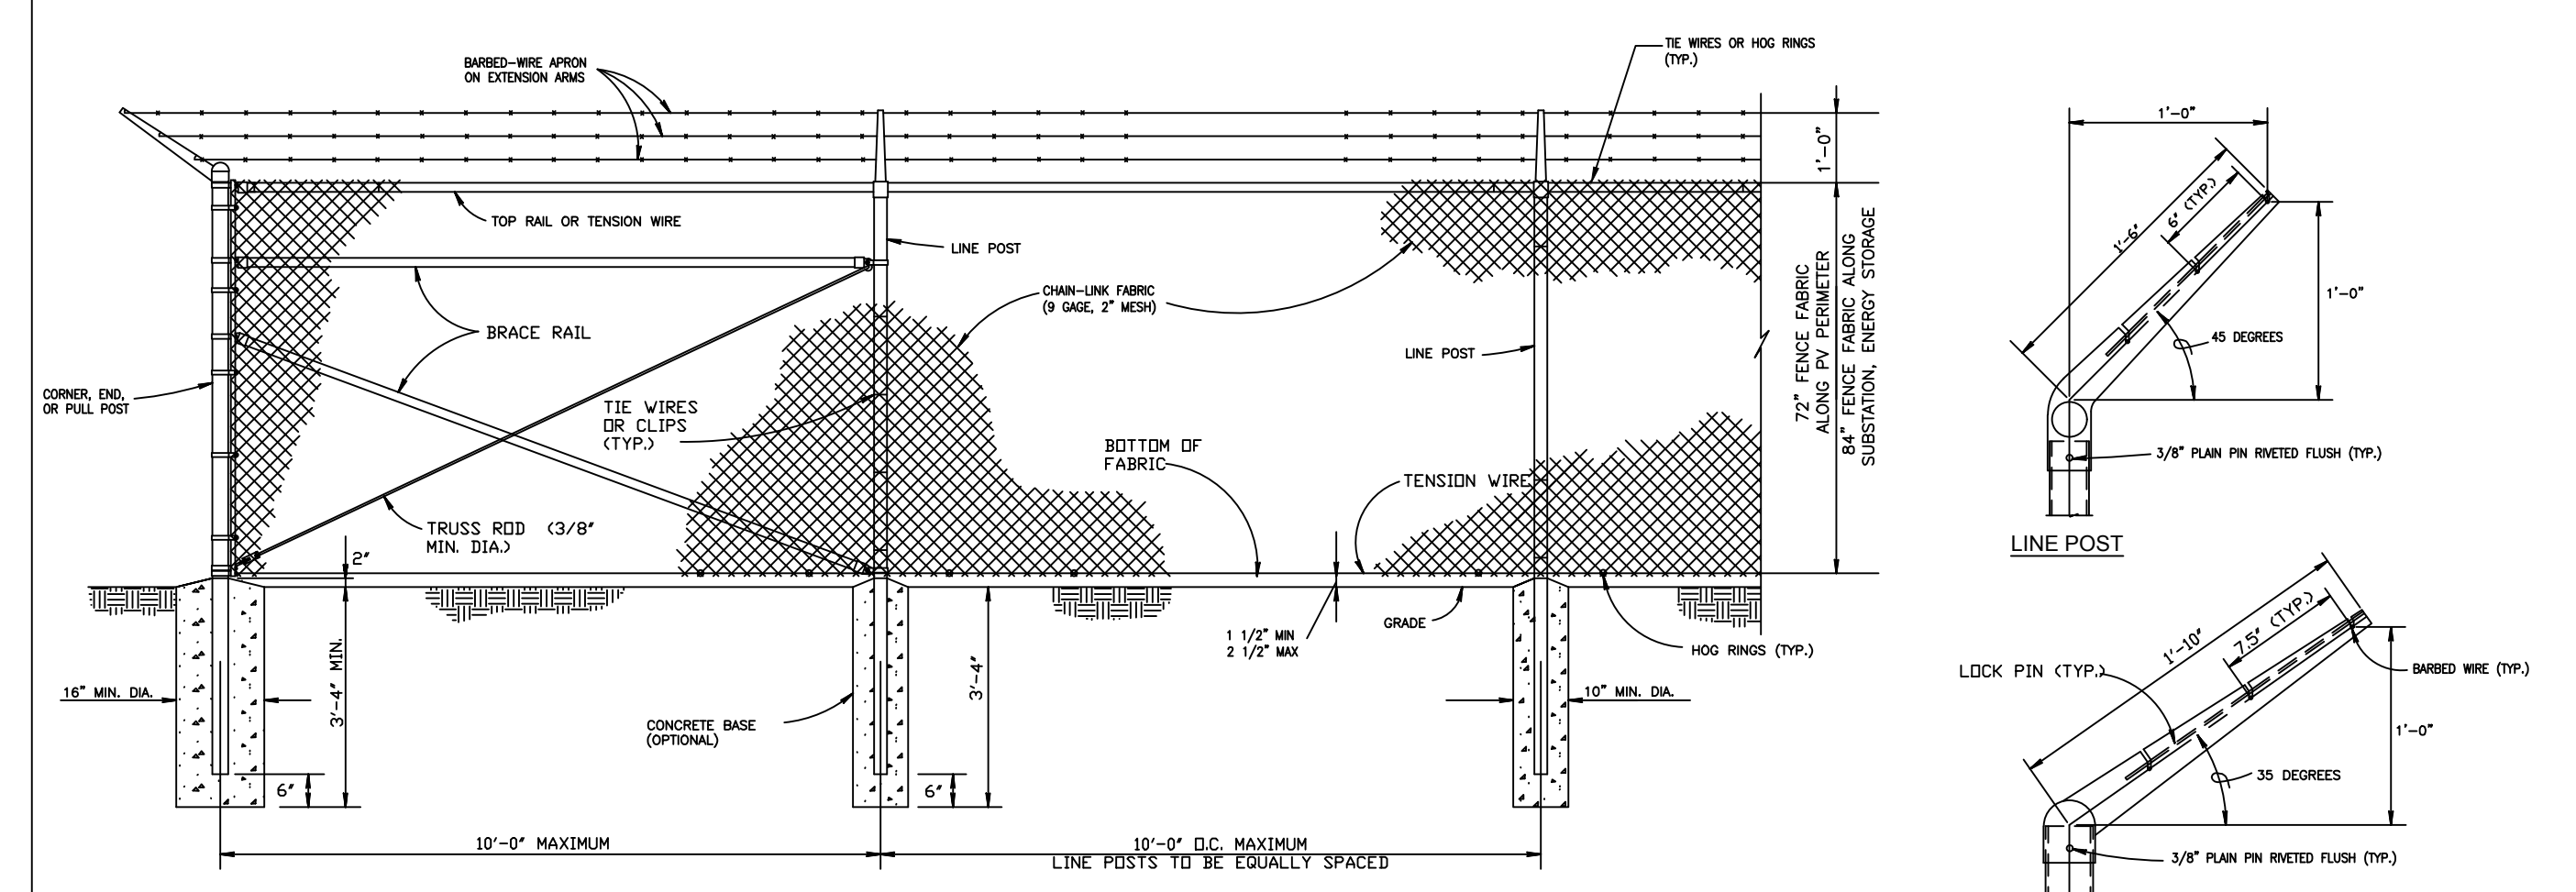 BARBED-WIRE APRON
ON EXTENSION ARMS
TIE WIRES OR HOG RINGS
(TYP.)
TOP RAIL OR TENSION WIRE
LINE POST
CHAIN-LINK FABRIC
(9 GAGE, 2" MESH)
BRACE RAIL
LINE POST
CORNER, END,
OR PULL POST
TIE WIRES
OR CLIPS
(TYP.)
BOTTOM OF
FABRIC
TENSION WIRE
TRUSS ROD (3/8"
MIN. DIA.)
2"
1'-0"
72" FENCE FABRIC
ALONG PV PERIMETER
84" FENCE FABRIC ALONG
SUBSTATION, ENERGY STORAGE
GRADE
1 1/2" MIN
2 1/2" MAX
HOG RINGS (TYP.)
16" MIN. DIA.
3'-4" MIN.
CONCRETE BASE
(OPTIONAL)
3'-4"
10" MIN. DIA.
6"
6"
10'-0" MAXIMUM
10'-0" O.C. MAXIMUM
LINE POSTS TO BE EQUALLY SPACED
1'-0"
1'-6"
6" (TYP.)
1'-0"
45 DEGREES
3/8" PLAIN PIN RIVETED FLUSH (TYP.)
LINE POST
1'-10"
7.5" (TYP.)
LOCK PIN (TYP.)
BARBED WIRE (TYP.)
1'-0"
35 DEGREES
3/8" PLAIN PIN RIVETED FLUSH (TYP.)